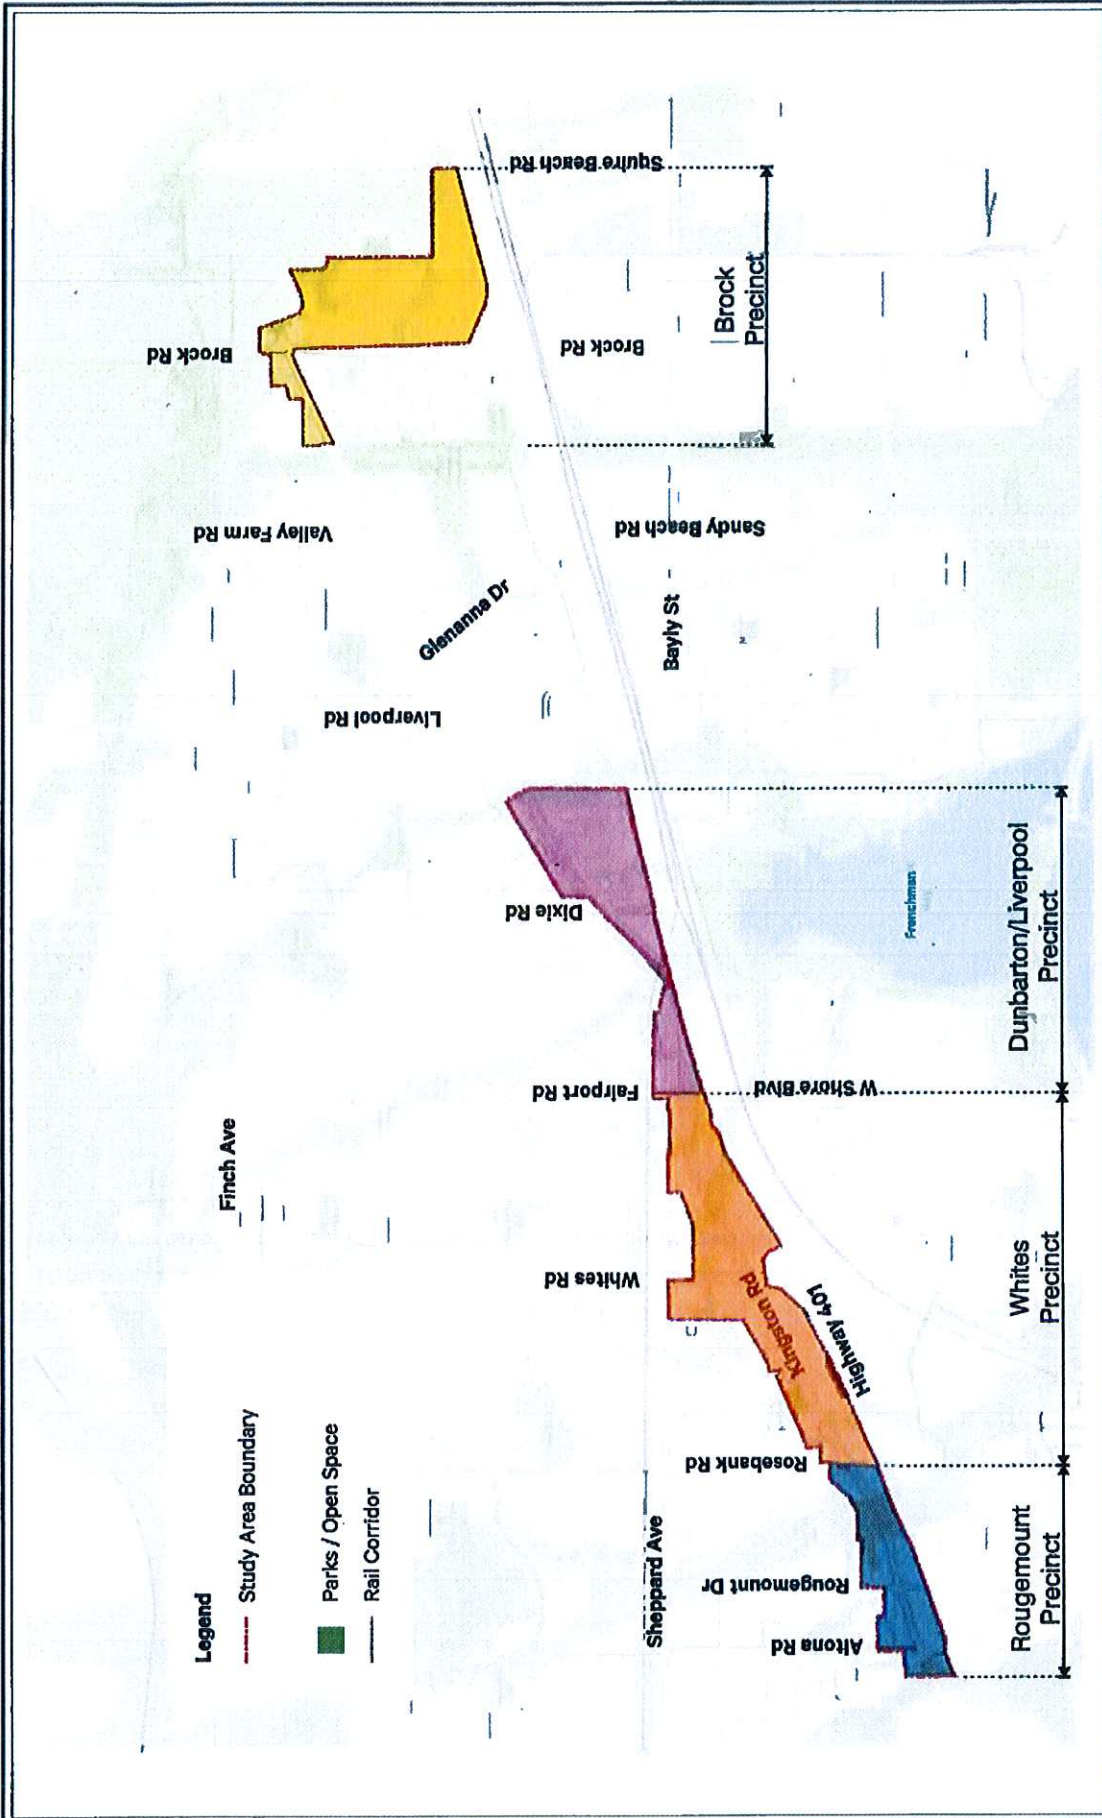 Legend
Study Area Boundary
Parks / Open Space
Rail Corridor
Finch Ave
Sheppard Ave
Altona Rd
Rougemount Dr
Rosebank Rd
Whites Rd
Kingston Rd
Highway 401
Fairport Rd
W Shore Blvd
Dixie Rd
Liverpool Rd
Glenanna Dr
Valley Farm Rd
Bayly St
Sandy Beach Rd
Brock Rd
Brock Rd
Squire Beach Rd
Frenchman
Rougemount
Precinct
Whites
Precinct
Dunbarton/Liverpool
Precinct
Brock
Precinct